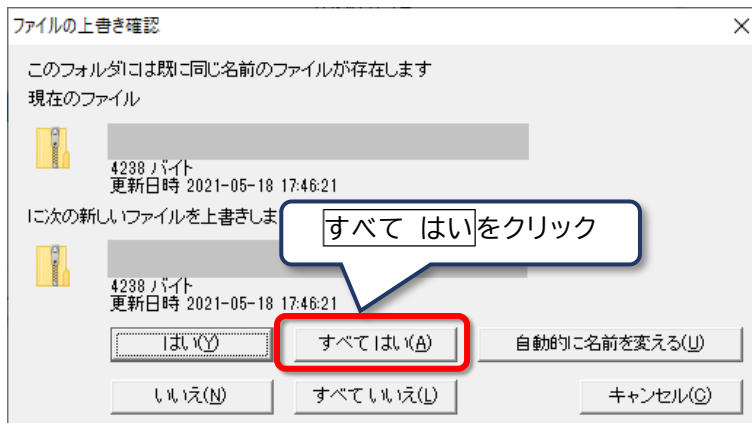 ファイルの上書き確認
このフォルダには既に同じ名前のファイルが存在します
現在のファイル
4238 バイト
更新日時 2021-05-18 17:46:21
に次の新しいファイルを上書きしま
すべて はいをクリック
4238 バイト
更新日時 2021-05-18 17:46:21
はい(Y) すべてはい(A) 自動的に名前を変える(U)
いいえ(N) すべていいえ(L) キャンセル(C)